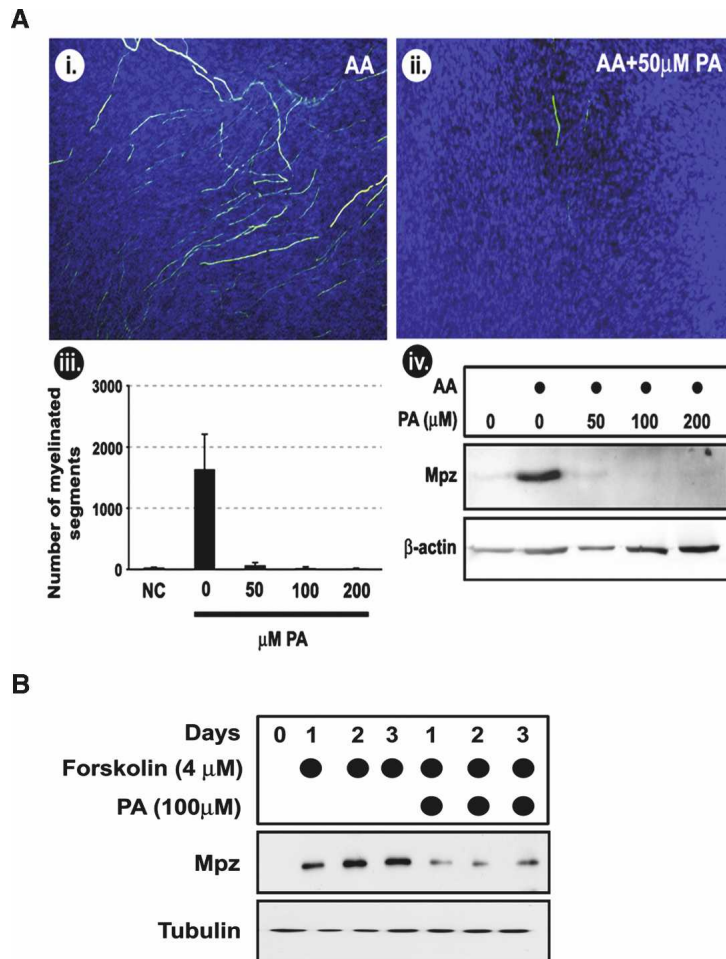 A
i. AA
ii. AA+50μM PA
iii.
Number of myelinated
segments
3000
2000
1000
0
NC 0 50 100 200
μM PA
iv.
AA ● ● ● ●
PA (μM) 0 0 50 100 200
Mpz
β-actin
B
Days 0 1 2 3 1 2 3
Forskolin (4 μM) ● ● ● ● ● ●
PA (100μM) ● ● ●
Mpz
Tubulin